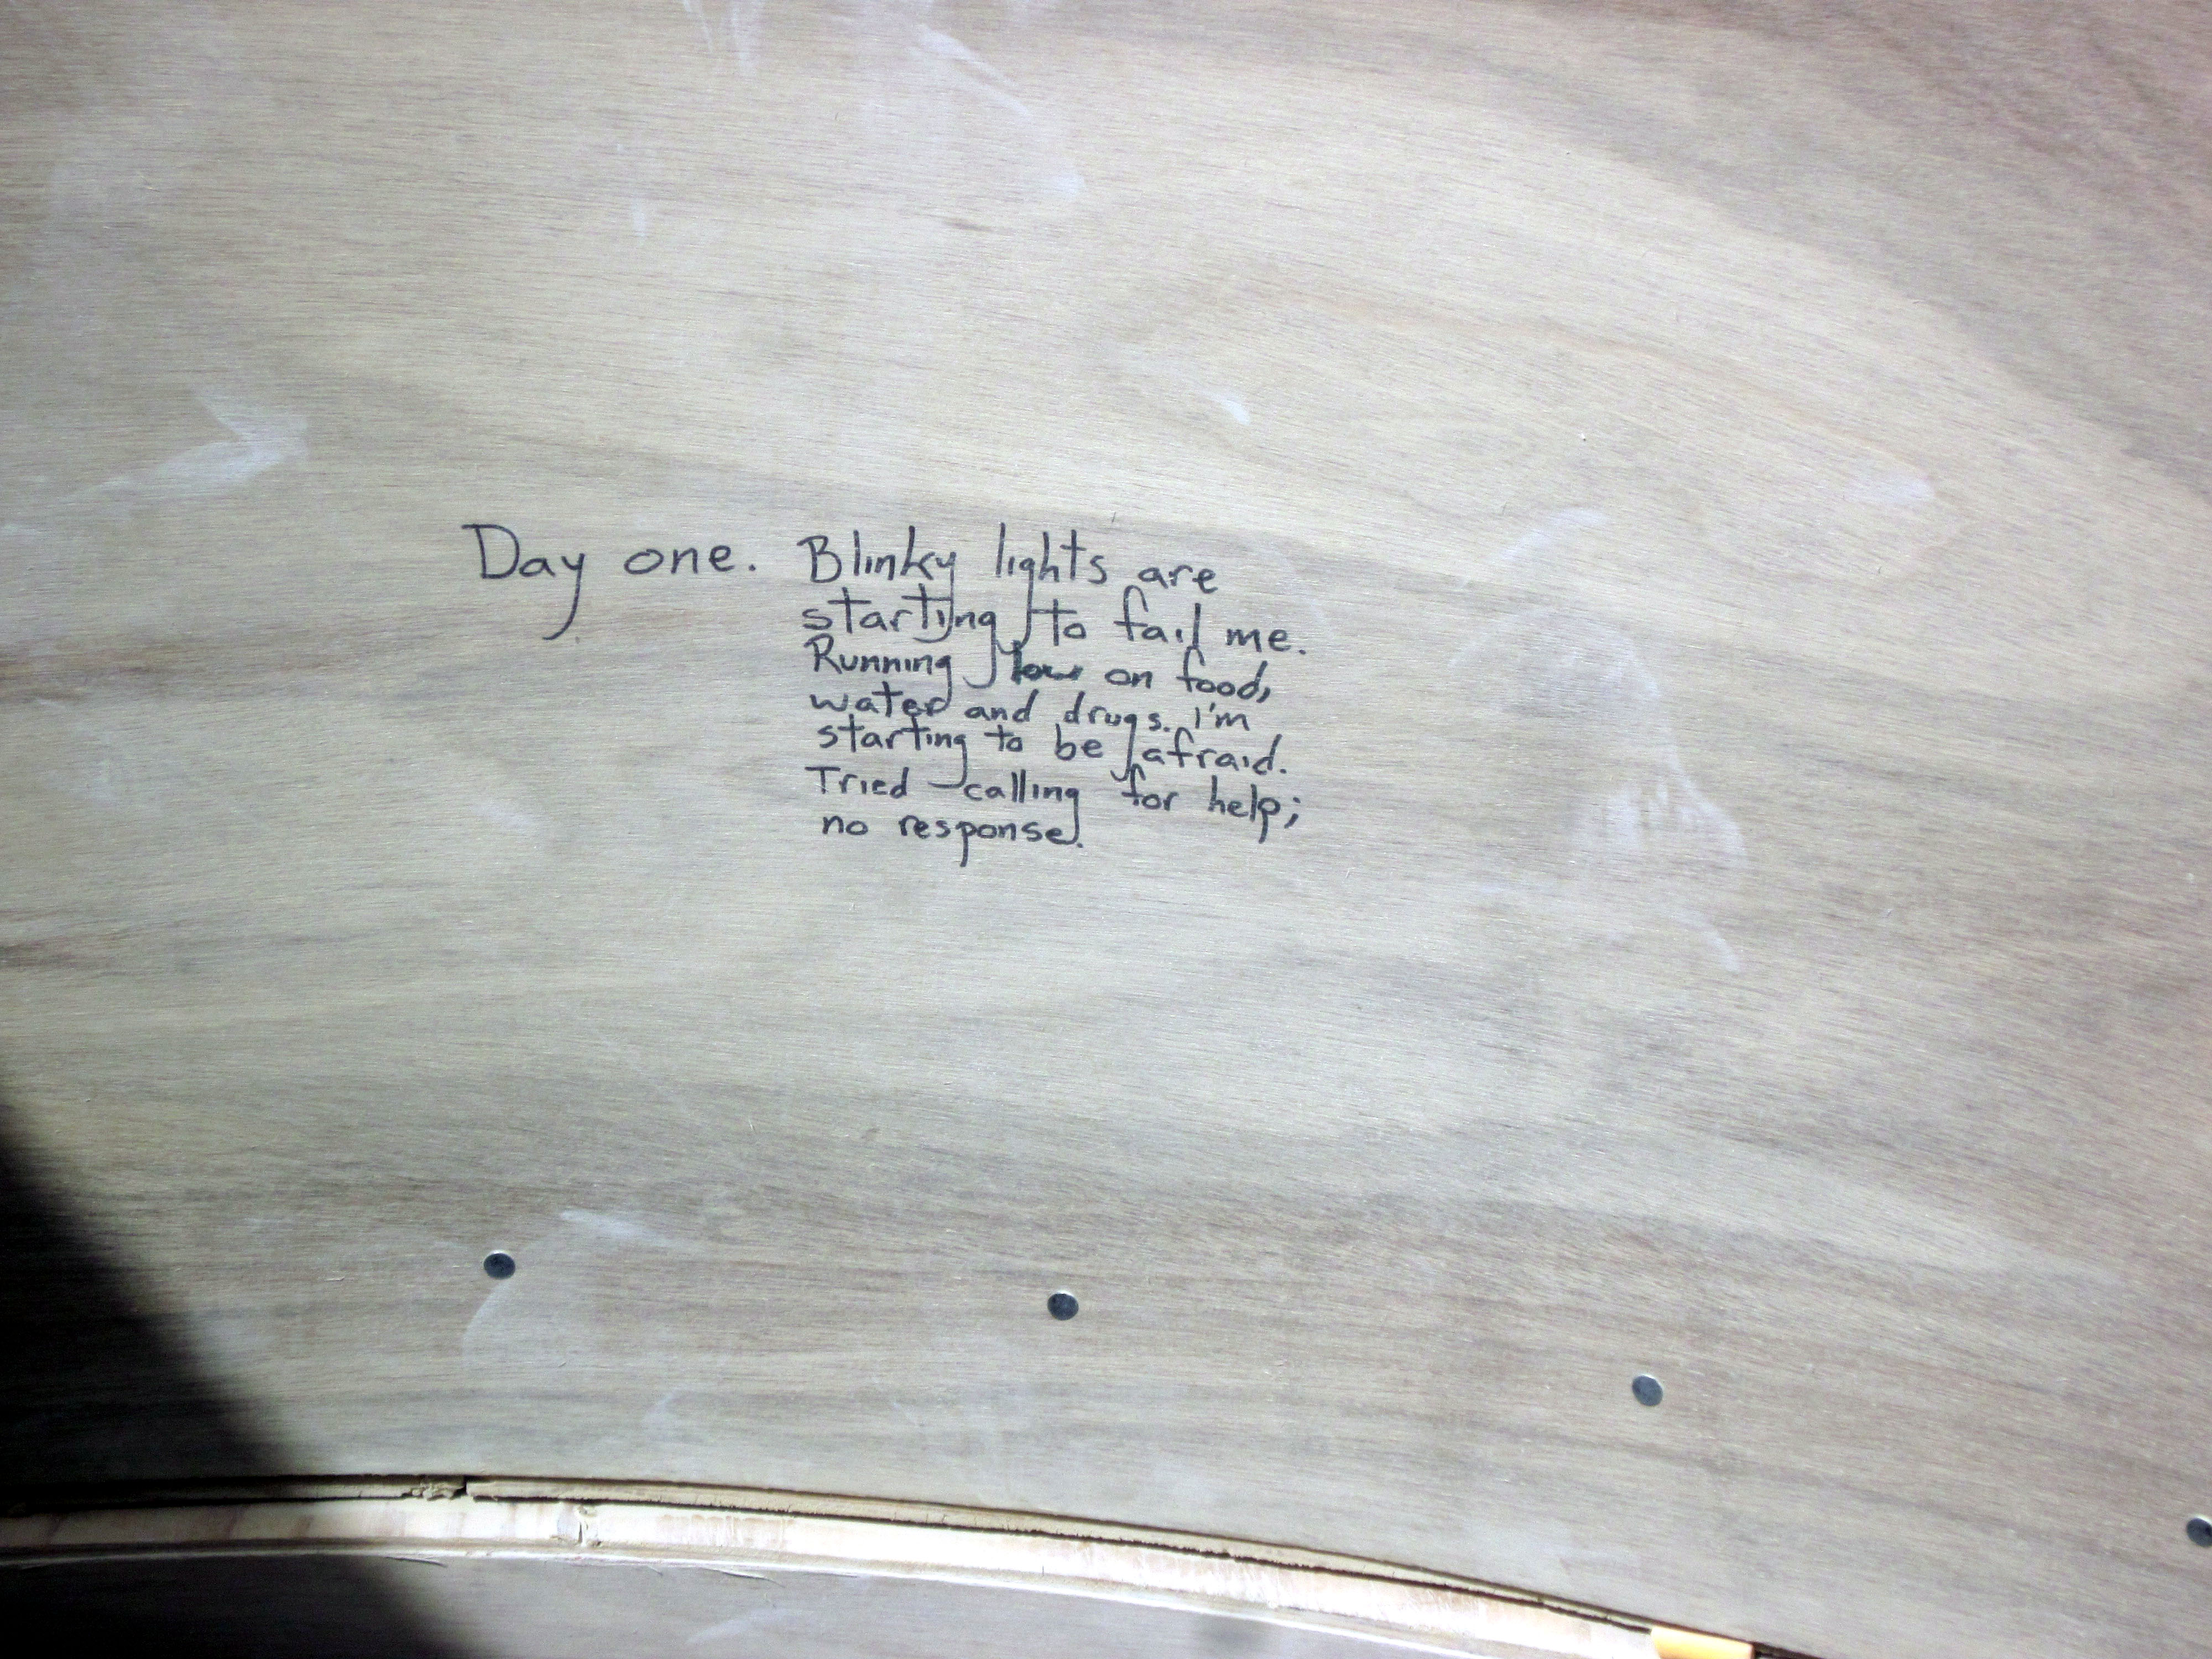 Day one. Blinky lights are
starting to fail me.
Running low on food,
water and drugs. I'm
starting to be afraid.
Tried calling for help;
no response.